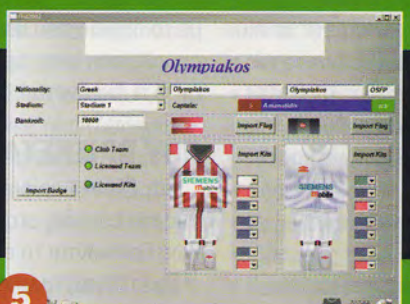 Olympiakos
Nationality: Greek Olympiakos Olympiakos OSFP
Stadium: Stadium 1 Captain:
Bankroll: 10000 Import Flag Import Flag
Club Team Import Kits Import Kits
Licensed Team
SIEMENS mobile SIEMENS mobile
Licensed Kits
Import Badge
5